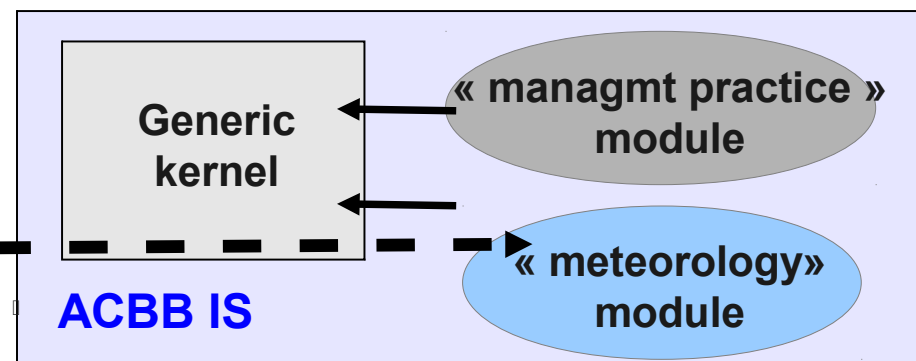 Generic
kernel
« managmt practice »
module
« meteorology»
module
ACBB IS